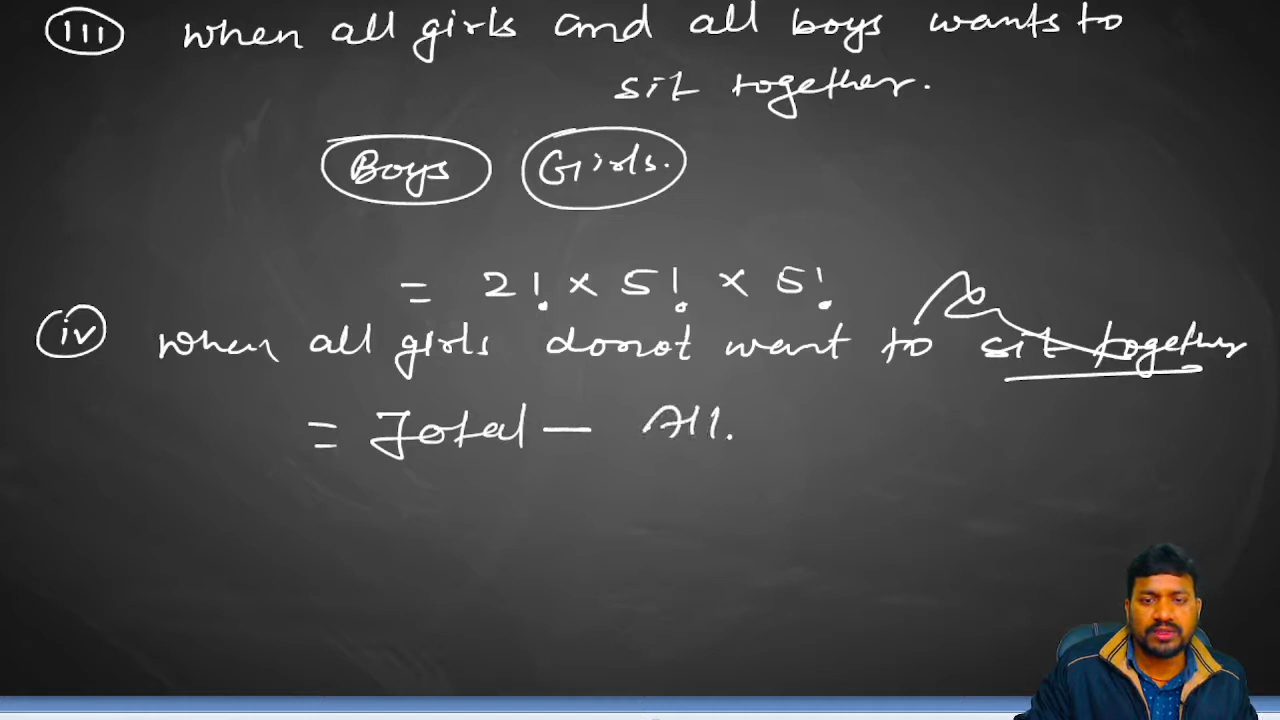 (iii) when all girls and all boys wants to
sit together.
Boys Girls.
= 2! × 5! × 5!
(iv) when all girls donot want to sit together
= Total - All.